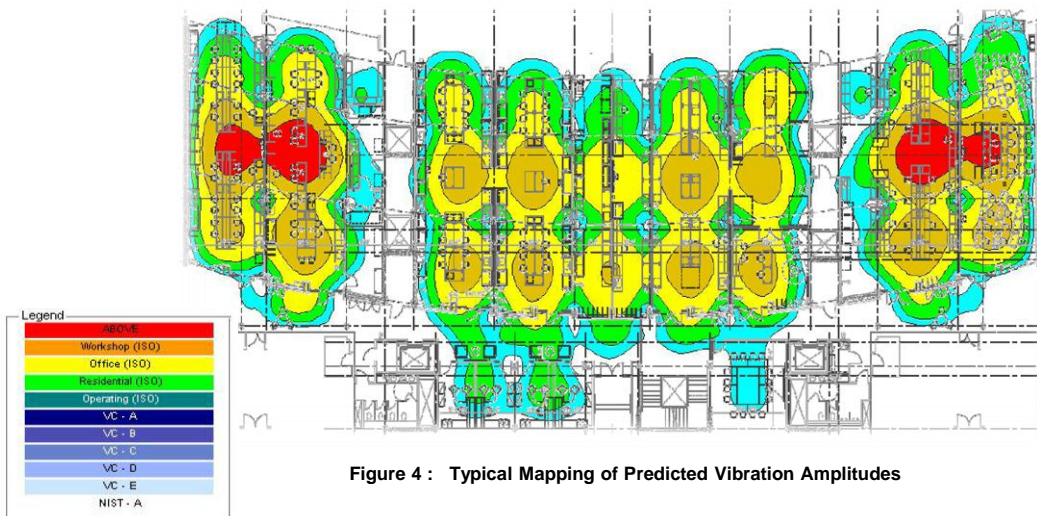 Legend
ABOVE
Workshop (ISO)
Office (ISO)
Residential (ISO)
Operating (ISO)
VC - A
VC - B
VC - C
VC - D
VC - E
NIST - A
Figure 4 : Typical Mapping of Predicted Vibration Amplitudes